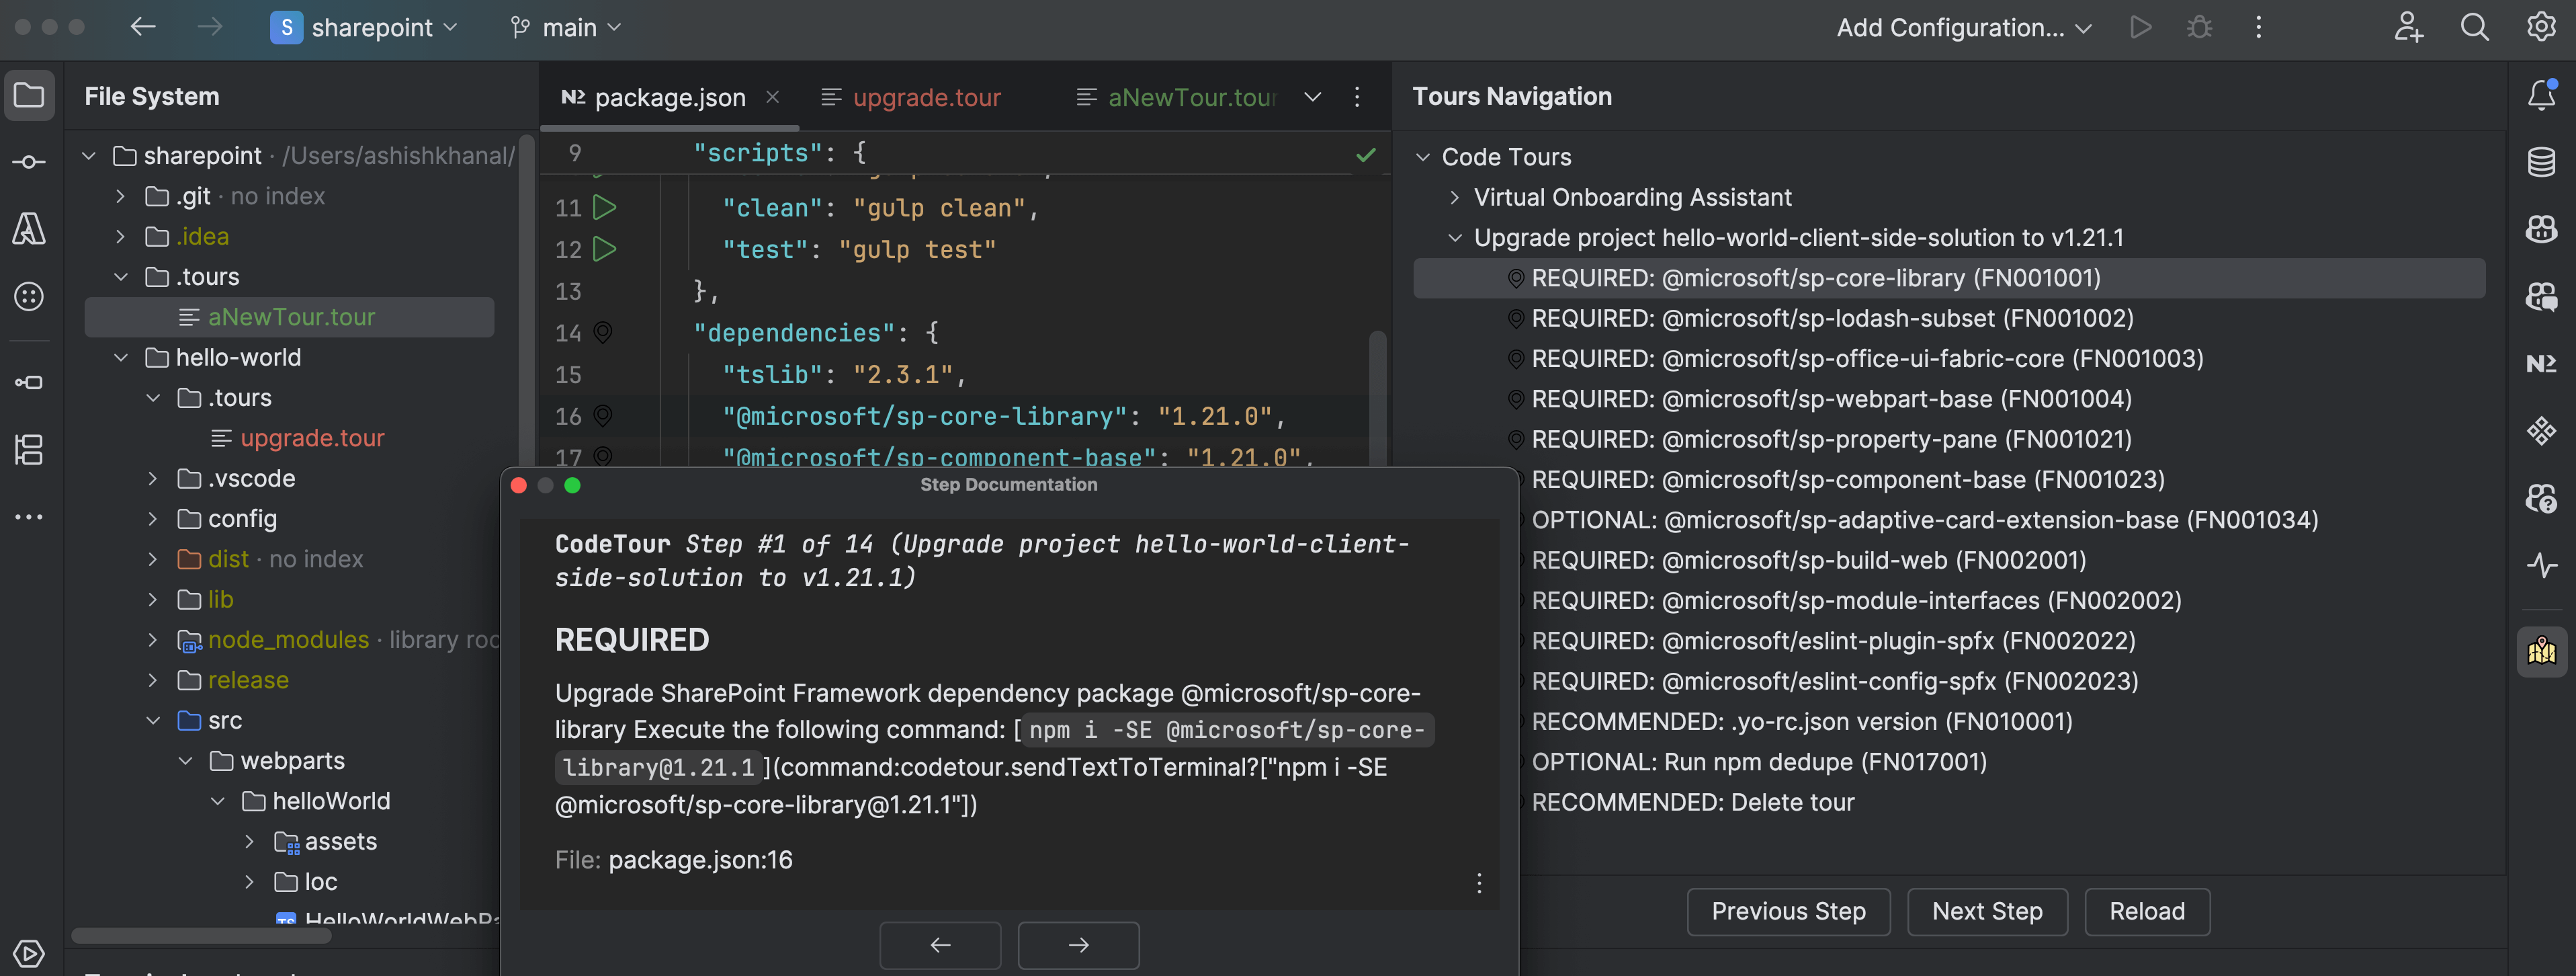 S sharepoint
main
Add Configuration...
File System
sharepoint · /Users/ashishkhanal/
.git · no index
.idea
.tours
aNewTour.tour
hello-world
.tours
upgrade.tour
.vscode
config
dist · no index
lib
node_modules · library roo
release
src
webparts
helloWorld
assets
loc
TS HelloWorldWebPa
package.json
upgrade.tour
aNewTour.tour
9 "scripts": {
11 "clean": "gulp clean",
12 "test": "gulp test"
13 },
14 "dependencies": {
15 "tslib": "2.3.1",
16 "@microsoft/sp-core-library": "1.21.0",
17 "@microsoft/sp-component-base": "1.21.0",
Step Documentation
CodeTour Step #1 of 14 (Upgrade project hello-world-client-
side-solution to v1.21.1)
REQUIRED
Upgrade SharePoint Framework dependency package @microsoft/sp-core-
library Execute the following command: [npm i -SE @microsoft/sp-core-
library@1.21.1](command:codetour.sendTextToTerminal?["npm i -SE
@microsoft/sp-core-library@1.21.1"])
File: package.json:16
Tours Navigation
Code Tours
Virtual Onboarding Assistant
Upgrade project hello-world-client-side-solution to v1.21.1
REQUIRED: @microsoft/sp-core-library (FN001001)
REQUIRED: @microsoft/sp-lodash-subset (FN001002)
REQUIRED: @microsoft/sp-office-ui-fabric-core (FN001003)
REQUIRED: @microsoft/sp-webpart-base (FN001004)
REQUIRED: @microsoft/sp-property-pane (FN001021)
REQUIRED: @microsoft/sp-component-base (FN001023)
OPTIONAL: @microsoft/sp-adaptive-card-extension-base (FN001034)
REQUIRED: @microsoft/sp-build-web (FN002001)
REQUIRED: @microsoft/sp-module-interfaces (FN002002)
REQUIRED: @microsoft/eslint-plugin-spfx (FN002022)
REQUIRED: @microsoft/eslint-config-spfx (FN002023)
RECOMMENDED: .yo-rc.json version (FN010001)
OPTIONAL: Run npm dedupe (FN017001)
RECOMMENDED: Delete tour
Previous Step
Next Step
Reload